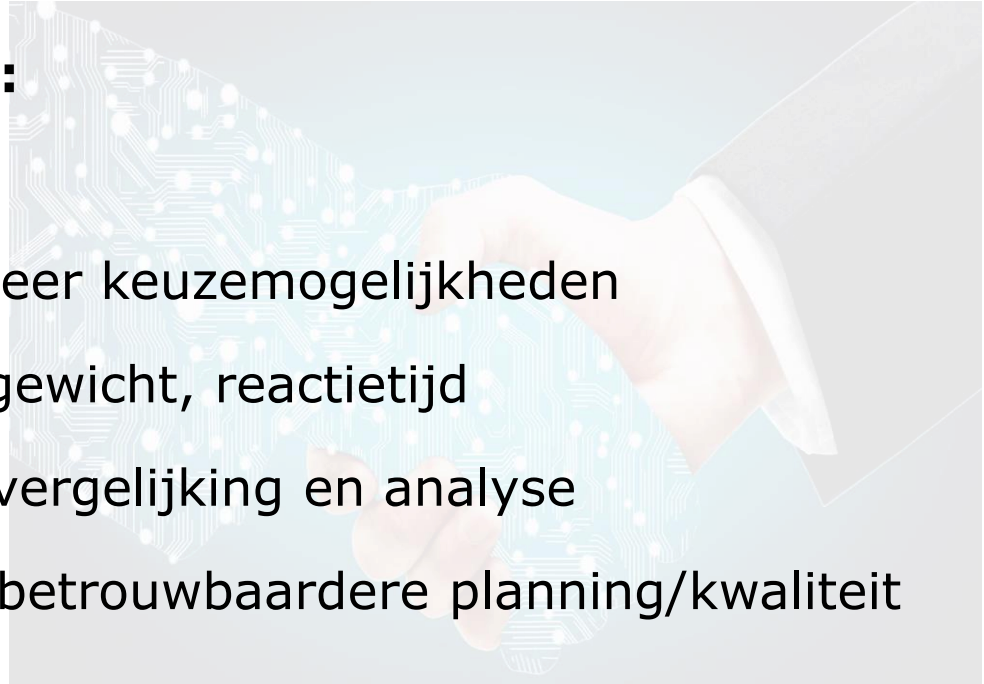 :
eer keuzemogelijkheden
gewicht, reactietijd
vergelijking en analyse
betrouwbaardere planning/kwaliteit